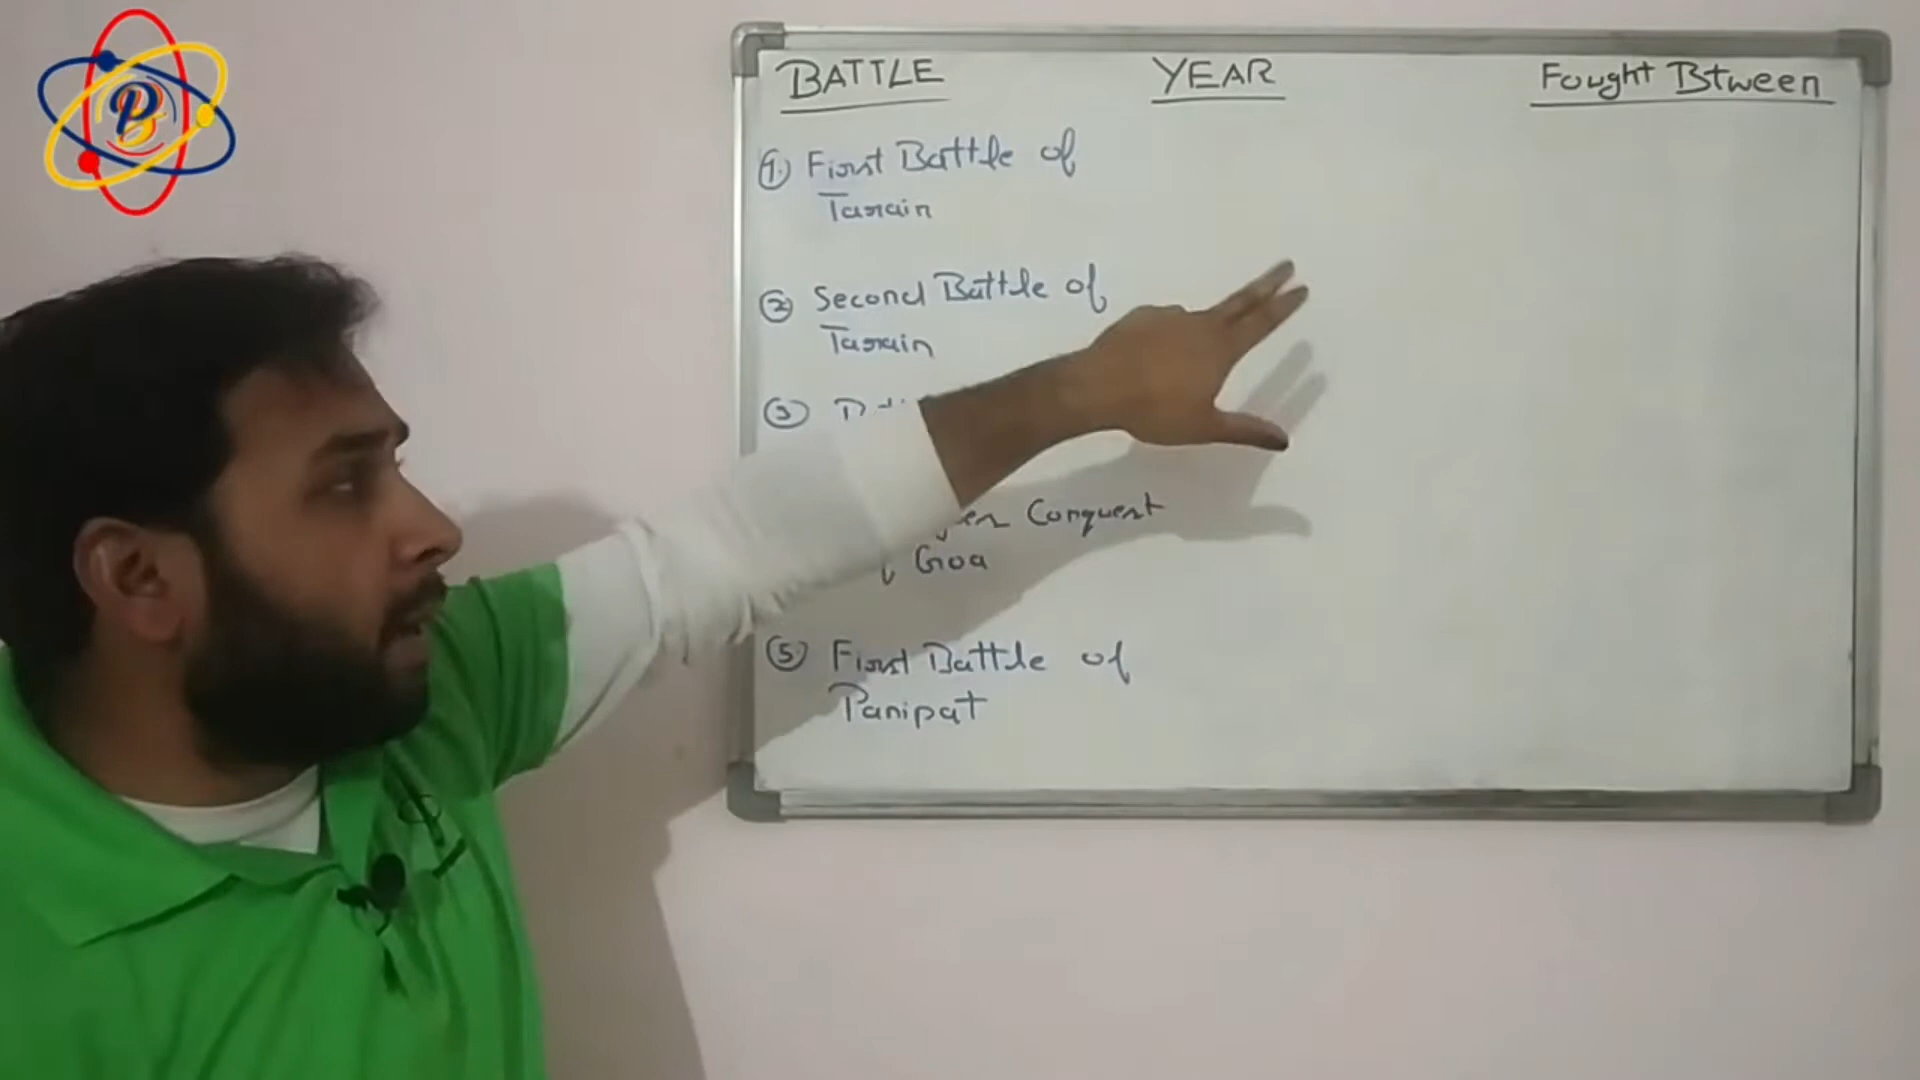 BATTLE YEAR Fought Btween
1 First Battle of
Tarain
2 Second Battle of
Tarain
3
Conquest
Goa
5 First Battle of
Panipat